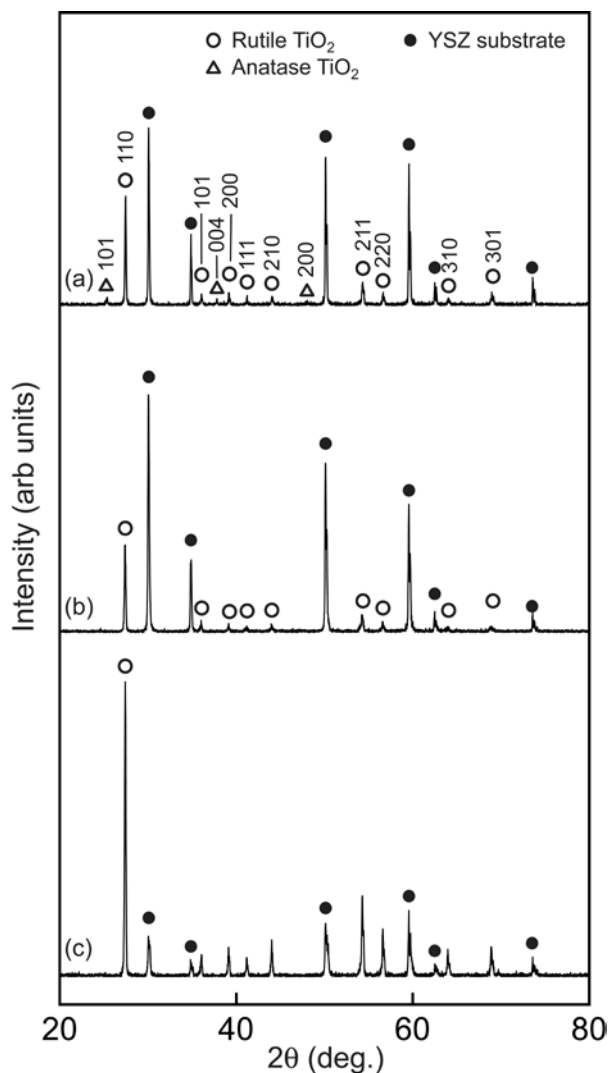 Rutile TiO₂
YSZ substrate
Anatase TiO₂
101
110
101
004
200
111
210
200
211
220
310
301
(a)
(b)
(c)
Intensity (arb units)
20
40
60
80
2θ (deg.)